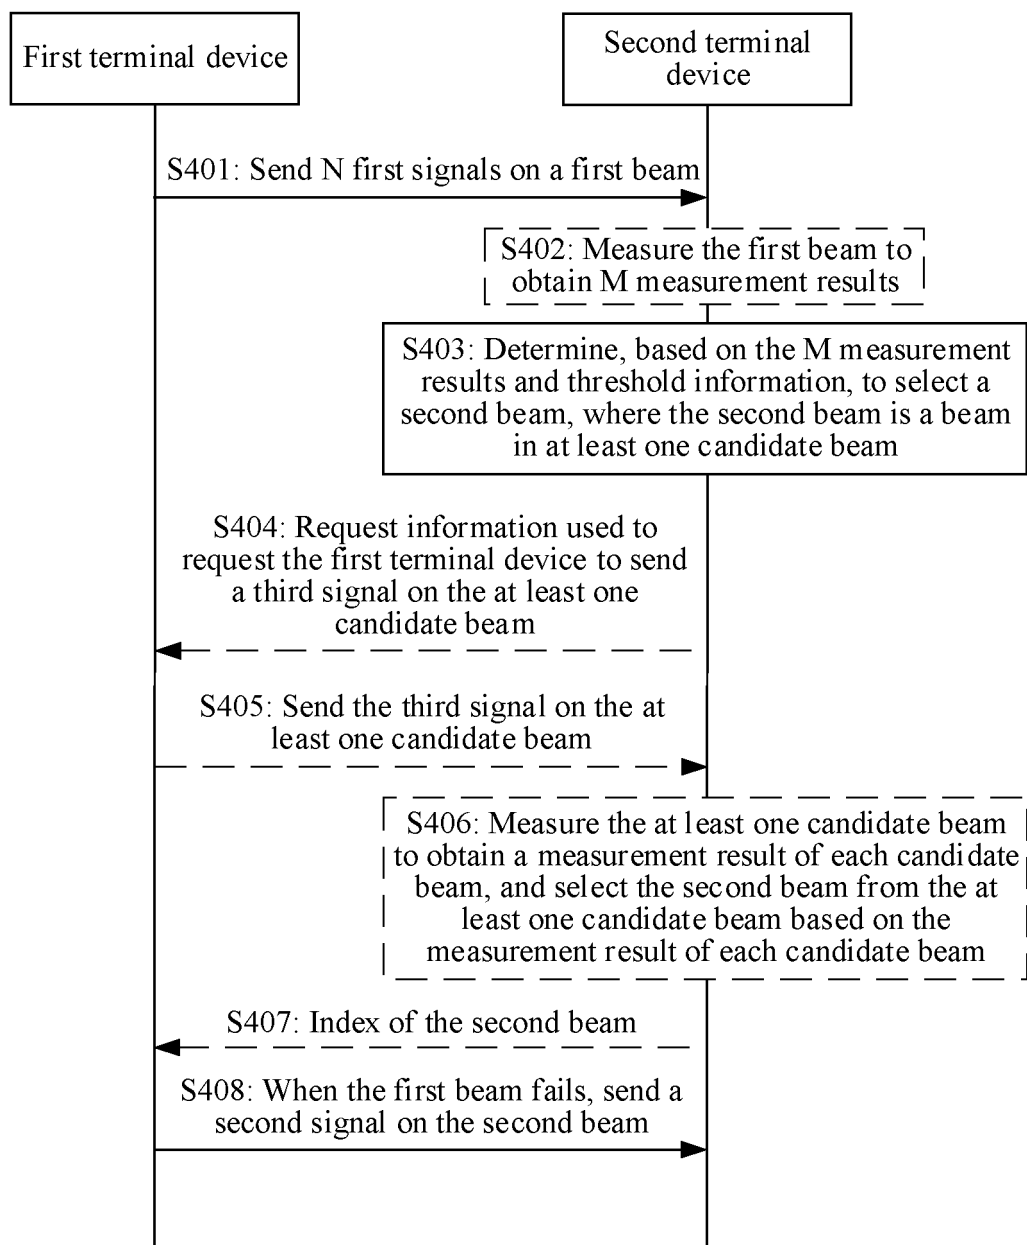 First terminal device
Second terminal
device
S401: Send N first signals on a first beam
S402: Measure the first beam to
obtain M measurement results
S403: Determine, based on the M measurement
results and threshold information, to select a
second beam, where the second beam is a beam
in at least one candidate beam
S404: Request information used to
request the first terminal device to send
a third signal on the at least one
candidate beam
S405: Send the third signal on the at
least one candidate beam
S406: Measure the at least one candidate beam
to obtain a measurement result of each candidate
beam, and select the second beam from the at
least one candidate beam based on the
measurement result of each candidate beam
S407: Index of the second beam
S408: When the first beam fails, send a
second signal on the second beam